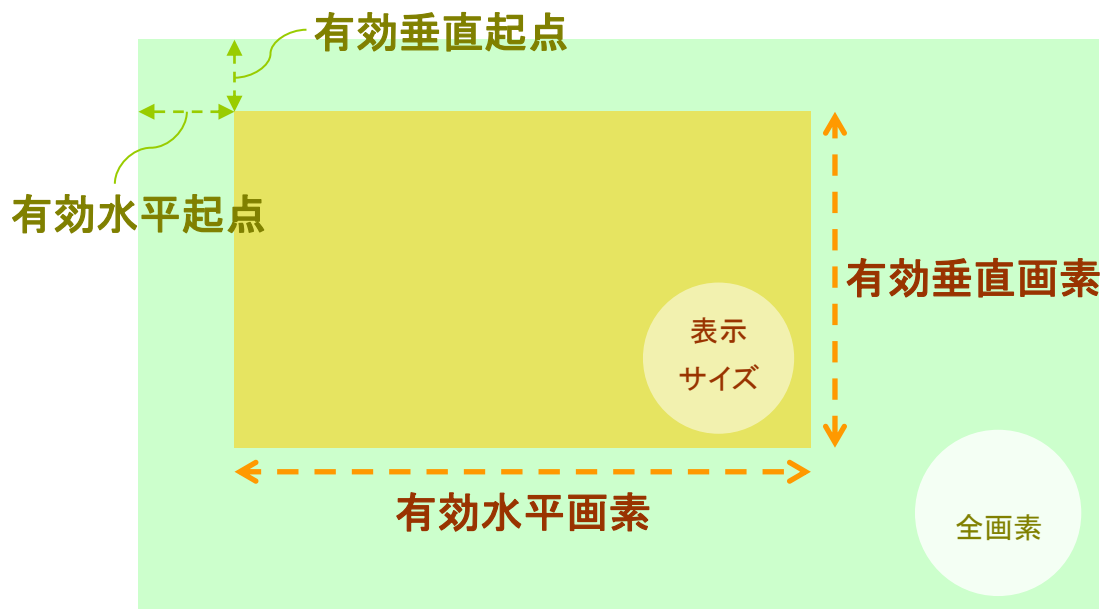 有効垂直起点
有効水平起点
有効垂直画素
表示
サイズ
有効水平画素
全画素